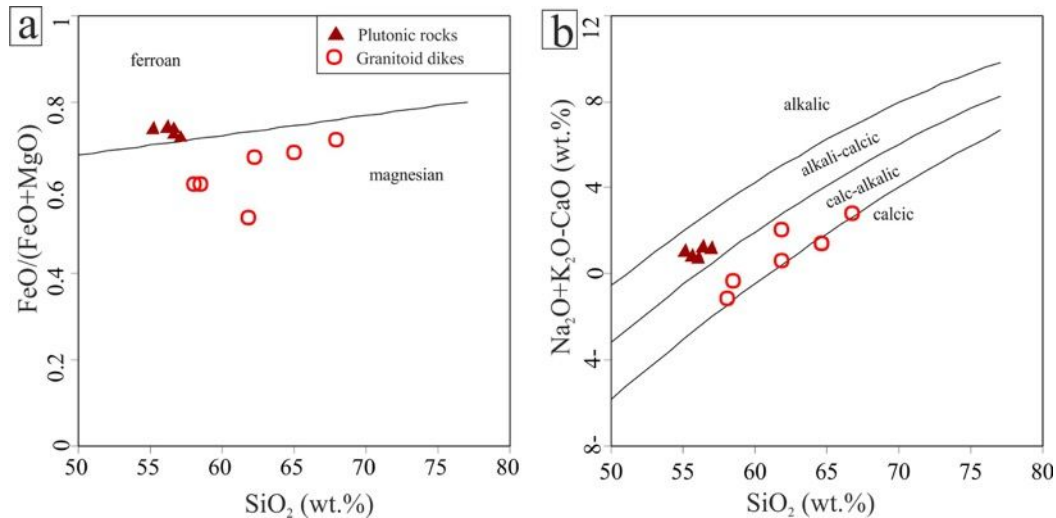 a
1
0.8
0.6
0.4
0.2
0
FeO/(FeO+MgO)
ferroan
magnesian
Plutonic rocks
Granitoid dikes
50
55
60
65
70
75
80
SiO₂ (wt.%)
b
12
8
4
0
4-
8-
Na₂O+K₂O-CaO (wt.%)
alkalic
alkali-calcic
calc-alkalic
calcic
50
55
60
65
70
75
80
SiO₂ (wt.%)